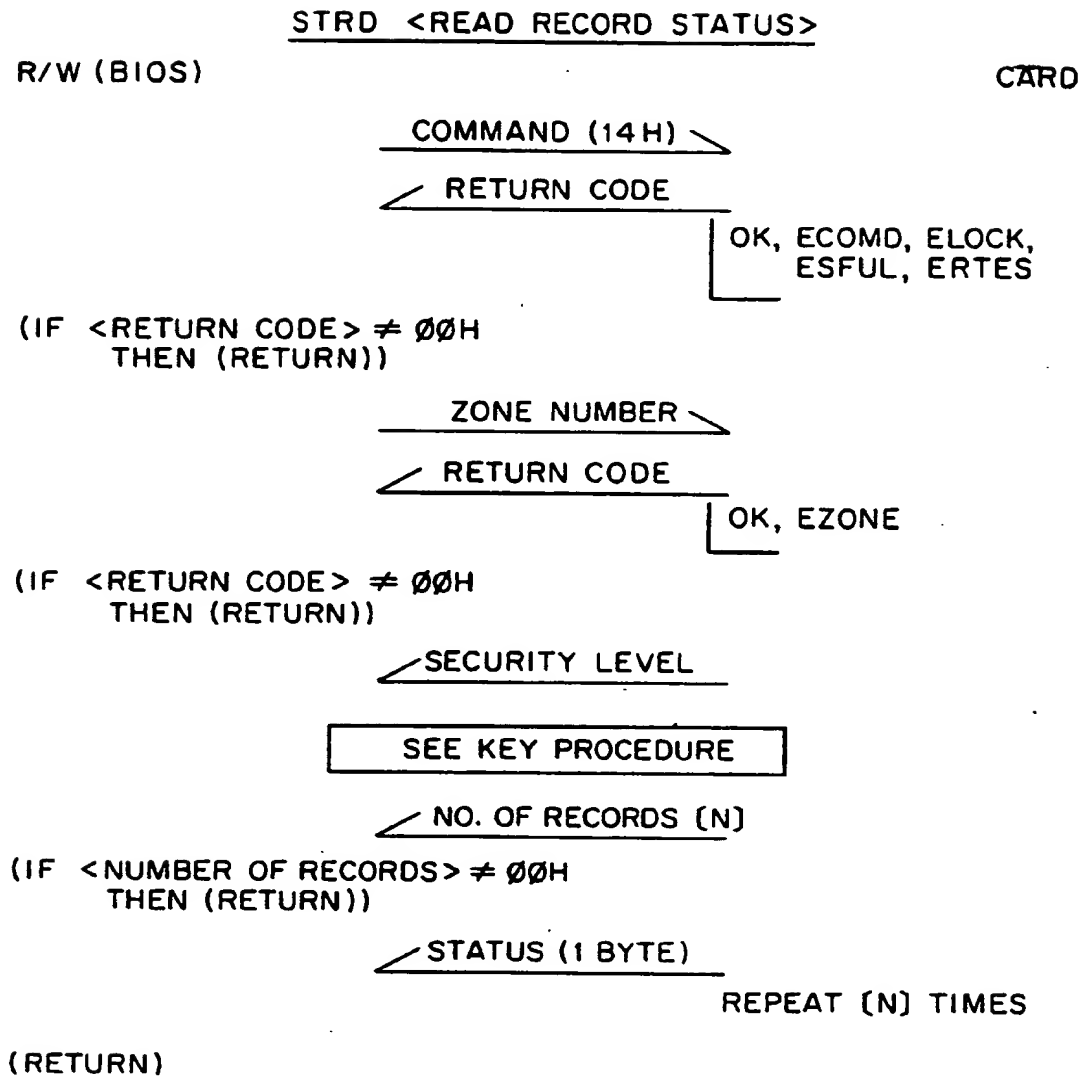 STRD <READ RECORD STATUS>
R/W (BIOS) CARD
COMMAND (14H)
RETURN CODE
OK, ECOMD, ELOCK,
ESFUL, ERTES
(IF <RETURN CODE> ≠ ØØH
THEN (RETURN))
ZONE NUMBER
RETURN CODE
OK, EZONE
(IF <RETURN CODE> ≠ ØØH
THEN (RETURN))
SECURITY LEVEL
SEE KEY PROCEDURE
NO. OF RECORDS [N]
(IF <NUMBER OF RECORDS> ≠ ØØH
THEN (RETURN))
STATUS (1 BYTE)
REPEAT [N] TIMES
(RETURN)